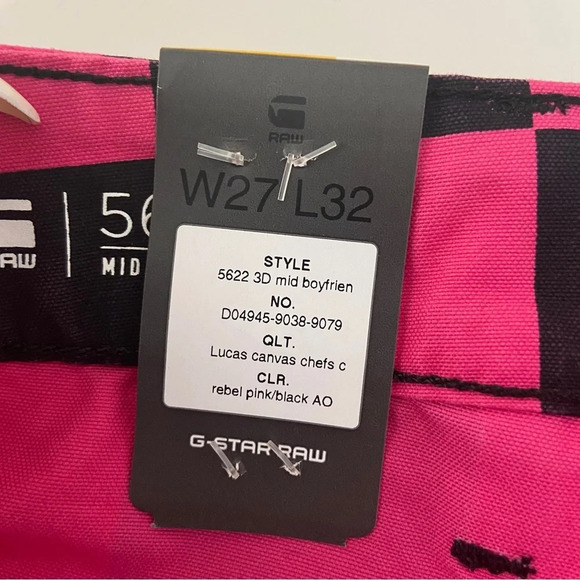 RAW
W27 L32
STYLE
5622 3D mid boyfrien
NO.
D04945-9038-9079
QLT.
Lucas canvas chefs c
CLR.
rebel pink/black AO
G-STAR RAW
RAW
56
MID